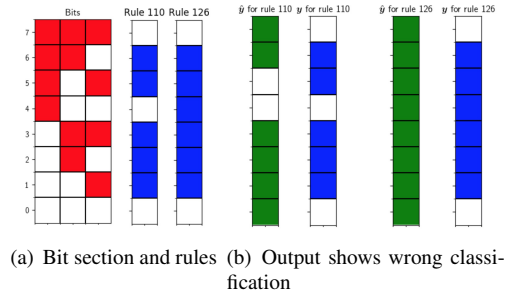 Bits Rule 110 Rule 126 ŷ for rule 110 y for rule 110 ŷ for rule 126 y for rule 126
7
6
5
4
3
2
1
0
(a) Bit section and rules (b) Output shows wrong classi-
fication